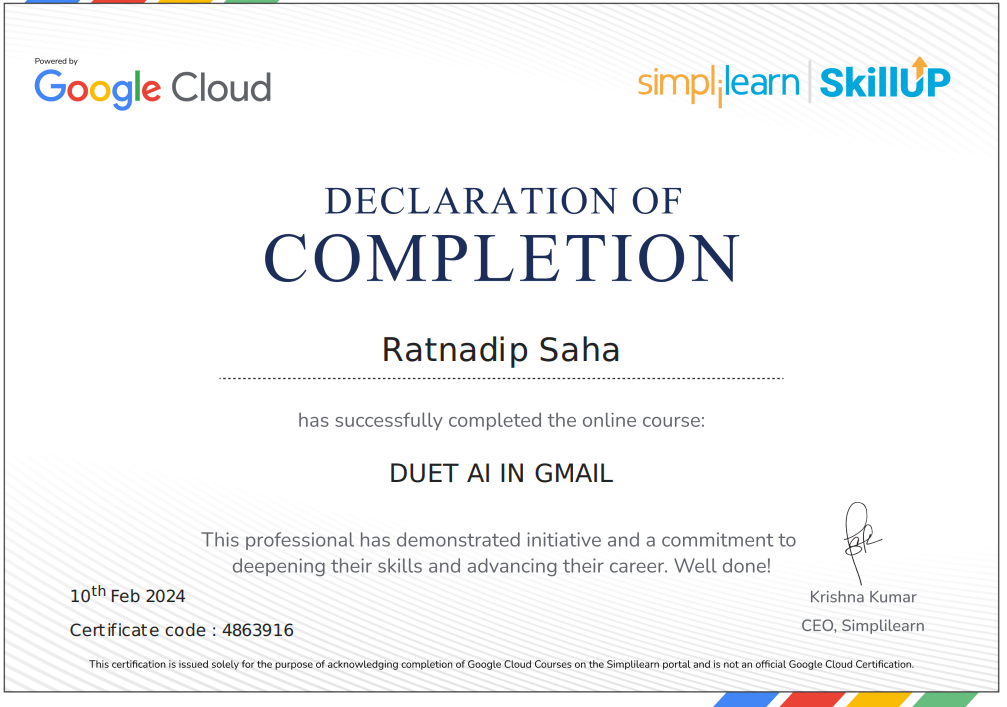 Powered by
Google Cloud
simplilearn | SkillUP
DECLARATION OF
COMPLETION
Ratnadip Saha
has successfully completed the online course:
DUET AI IN GMAIL
This professional has demonstrated initiative and a commitment to
deepening their skills and advancing their career. Well done!
10th Feb 2024
Certificate code : 4863916
Krishna Kumar
CEO, Simplilearn
This certification is issued solely for the purpose of acknowledging completion of Google Cloud Courses on the Simplilearn portal and is not an official Google Cloud Certification.